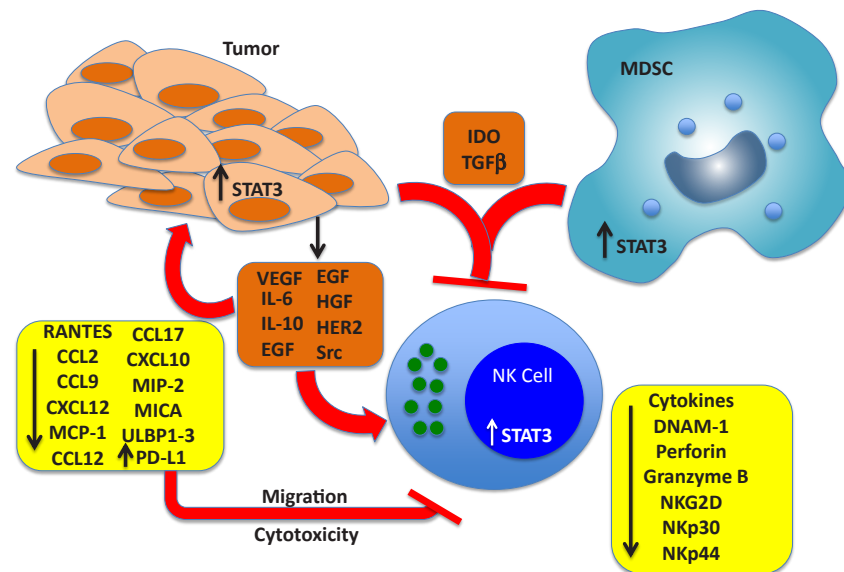 Tumor
STAT3
MDSC
STAT3
IDO
TGFβ
VEGF
IL-6
IL-10
EGF
EGF
HGF
HER2
Src
RANTES
CCL2
CCL9
CXCL12
MCP-1
CCL12
CCL17
CXCL10
MIP-2
MICA
ULBP1-3
PD-L1
NK Cell
STAT3
Migration
Cytotoxicity
Cytokines
DNAM-1
Perforin
Granzyme B
NKG2D
NKp30
NKp44